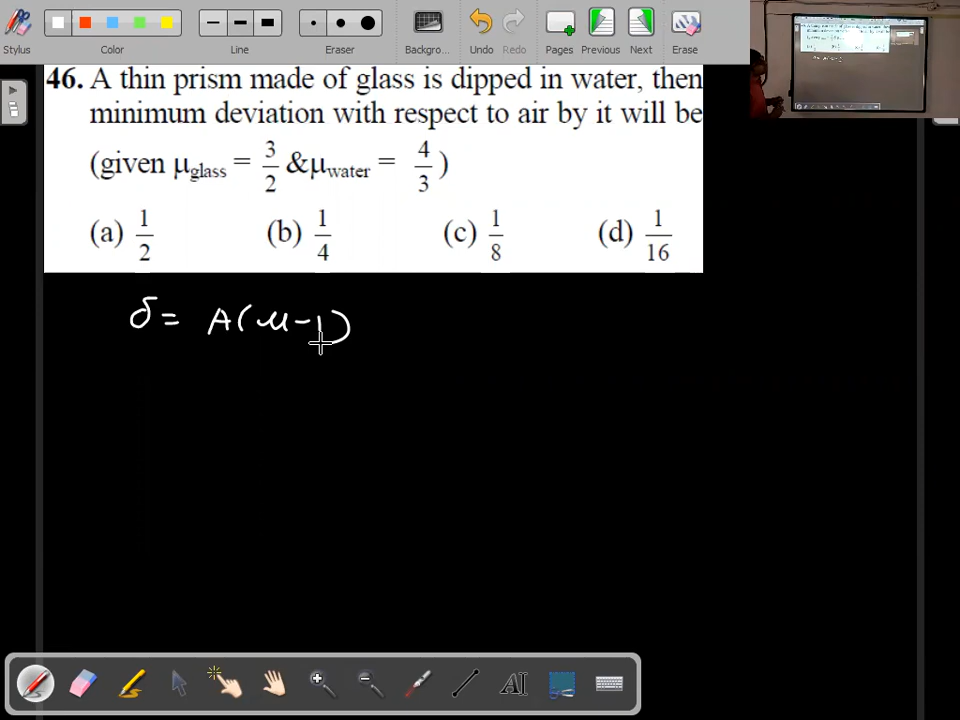 Stylus
Color
Line
Eraser
Backgro...
Undo
Redo
Pages
Previous
Next
Erase
46. A thin prism made of glass is dipped in water, then
minimum deviation with respect to air by it will be
(given μglass = 3/2 &μwater = 4/3)
(a) 1/2 (b) 1/4 (c) 1/8 (d) 1/16
δ = A(μ-1)
AI